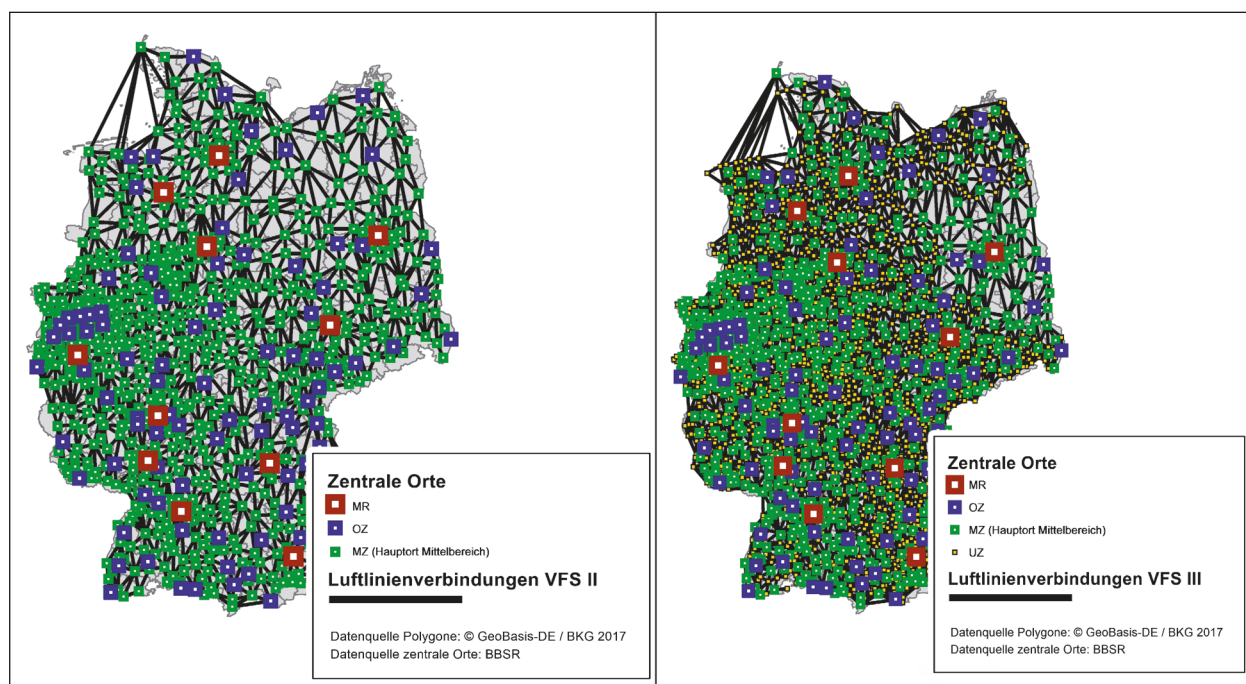 Zentrale Orte
MR
OZ
MZ (Hauptort Mittelbereich)
Luftlinienverbindungen VFS II
Datenquelle Polygone: © GeoBasis-DE / BKG 2017
Datenquelle zentrale Orte: BBSR
Zentrale Orte
MR
OZ
MZ (Hauptort Mittelbereich)
UZ
Luftlinienverbindungen VFS III
Datenquelle Polygone: © GeoBasis-DE / BKG 2017
Datenquelle zentrale Orte: BBSR